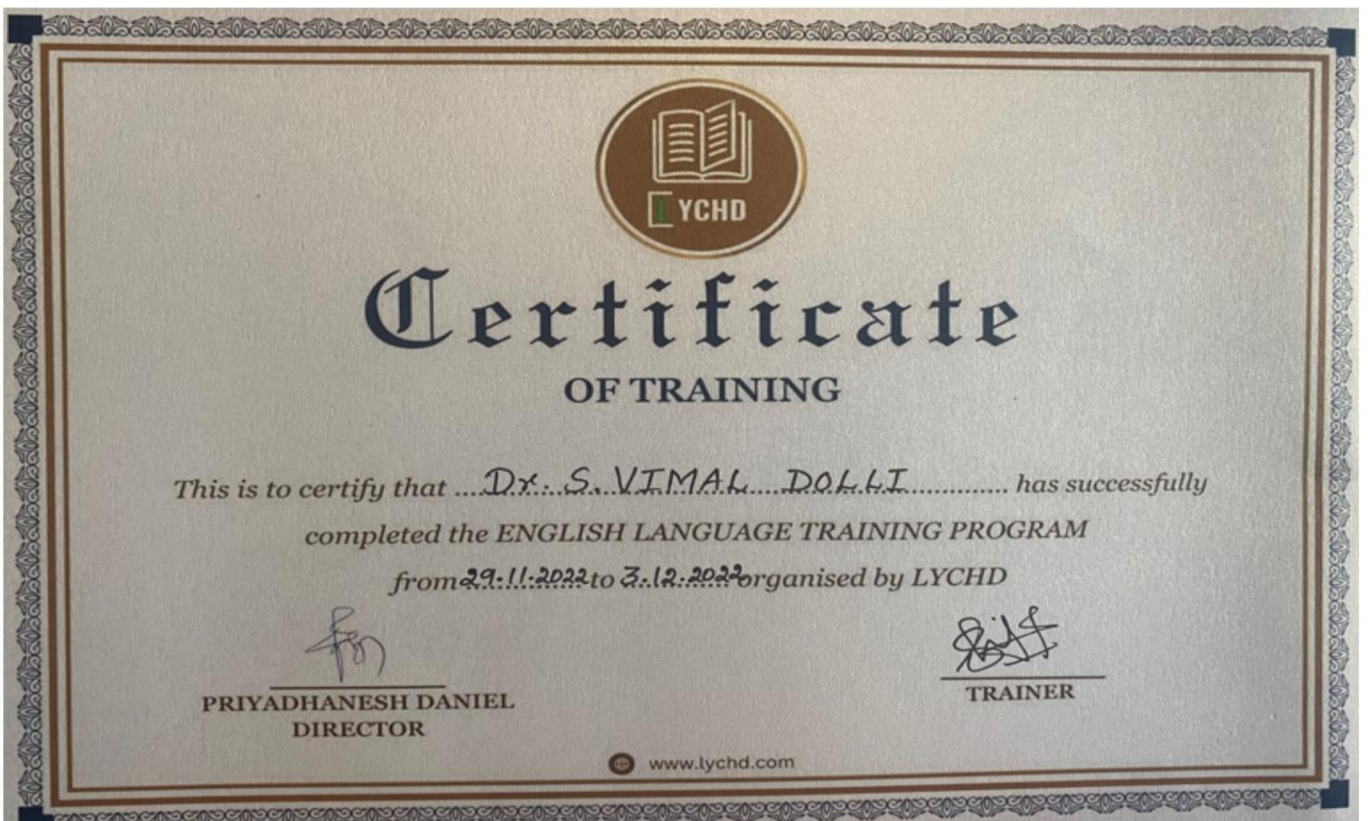 LYCHD
Certificate
OF TRAINING
This is to certify that ....Dr. S. VIMAL DOLLI............. has successfully
completed the ENGLISH LANGUAGE TRAINING PROGRAM
from 29.11.2022 to 3.12.2022 organised by LYCHD
PRIYADHANESH DANIEL
DIRECTOR
TRAINER
www.lychd.com